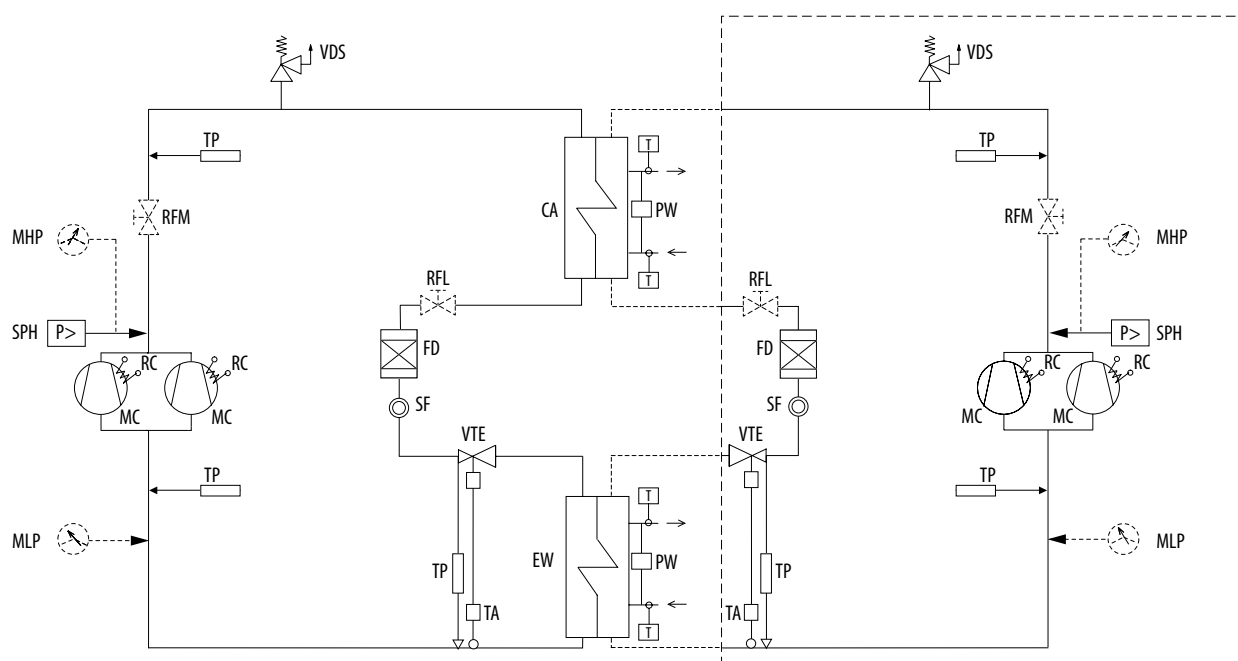 VDS
VDS
TP
TP
T
RFM
CA
PW
RFM
MHP
MHP
RFL
T
RFL
SPH
P>
P>
SPH
FD
FD
RC
RC
RC
RC
MC
MC
SF
SF
MC
MC
VTE
VTE
TP
T
TP
MLP
MLP
TP
EW
PW
TP
TA
TA
T